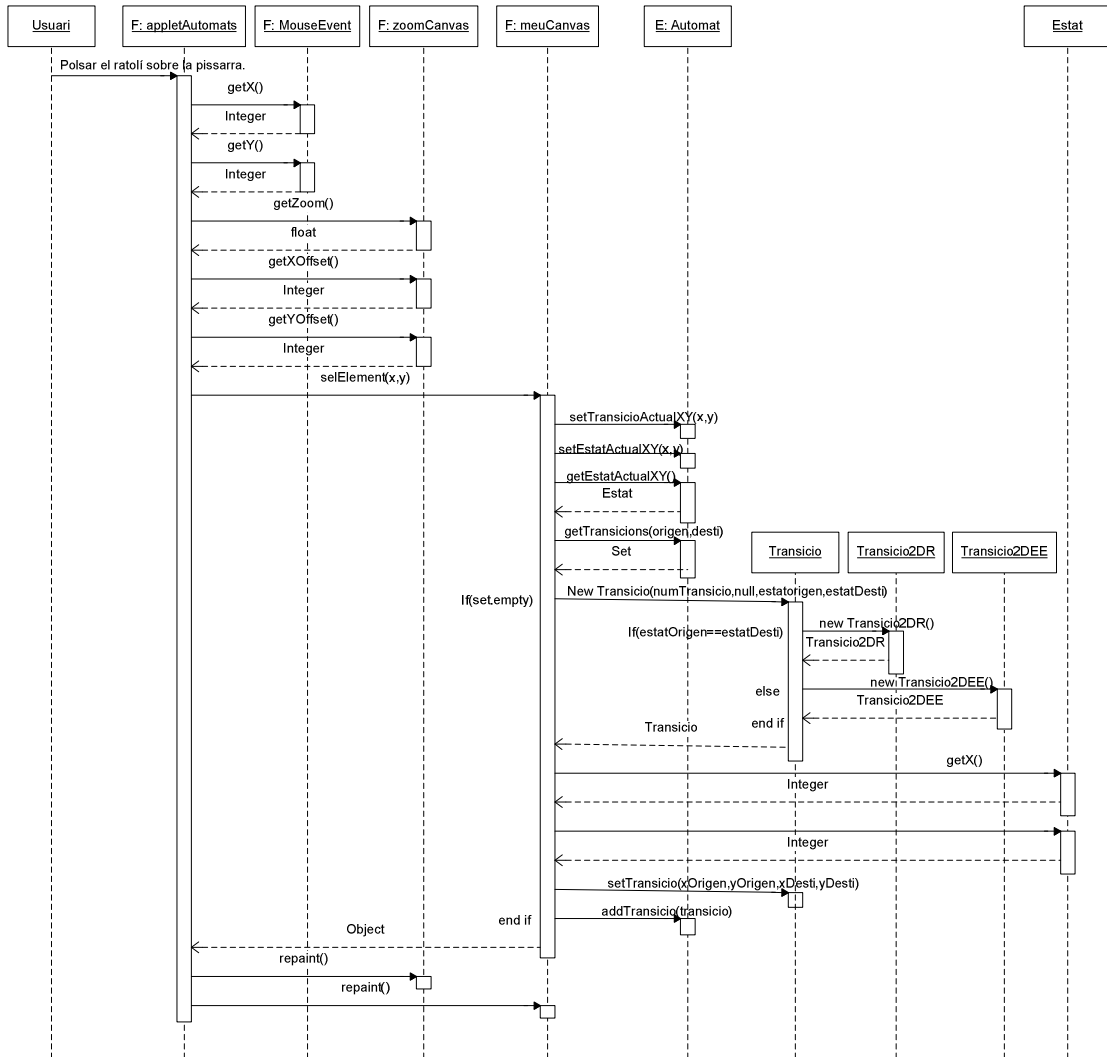 Usuari
F: appletAutomats
F: MouseEvent
F: zoomCanvas
F: meuCanvas
E: Automat
Estat
Polsar el ratolí sobre la pissarra.
getX()
Integer
getY()
Integer
getZoom()
float
getXOffset()
Integer
getYOffset()
Integer
selElement(x,y)
setTransicioActualXY(x,y)
setEstatActualXY(x,y)
getEstatActualXY()
Estat
getTransicions(origen,desti)
Set
Transicio
Transicio2DR
Transicio2DEE
If(set.empty)
New Transicio(numTransicio,null,estatorigen,estatDesti)
If(estatOrigen==estatDesti)
new Transicio2DR()
Transicio2DR
else
new Transicio2DEE()
Transicio2DEE
end if
Transicio
getX()
Integer
Integer
setTransicio(xOrigen,yOrigen,xDesti,yDesti)
end if
addTransicio(transicio)
Object
repaint()
repaint()